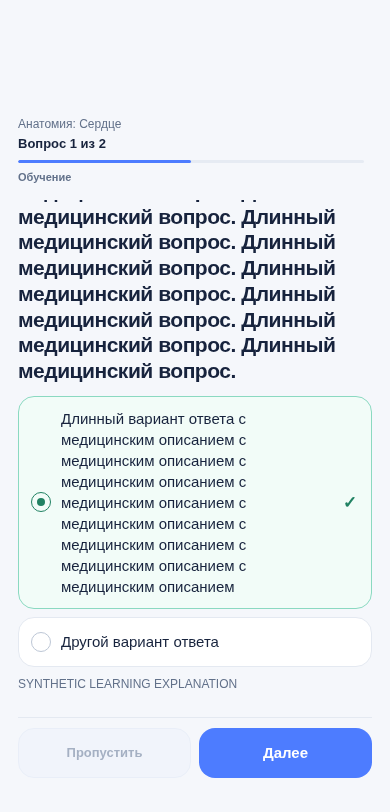 Анатомия: Сердце
Вопрос 1 из 2
Обучение
медицинский вопрос. Длинный
медицинский вопрос. Длинный
медицинский вопрос. Длинный
медицинский вопрос. Длинный
медицинский вопрос. Длинный
медицинский вопрос. Длинный
медицинский вопрос.
Длинный вариант ответа с
медицинским описанием с
медицинским описанием с
медицинским описанием с
медицинским описанием с
медицинским описанием с
медицинским описанием с
медицинским описанием с
медицинским описанием
✓
Другой вариант ответа
SYNTHETIC LEARNING EXPLANATION
Пропустить
Далее